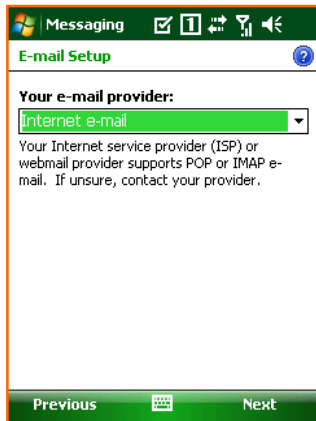 Messaging
1
E-mail Setup
?
Your e-mail provider:
Internet e-mail
Your Internet service provider (ISP) or
webmail provider supports POP or IMAP e-
mail. If unsure, contact your provider.
Previous
Next